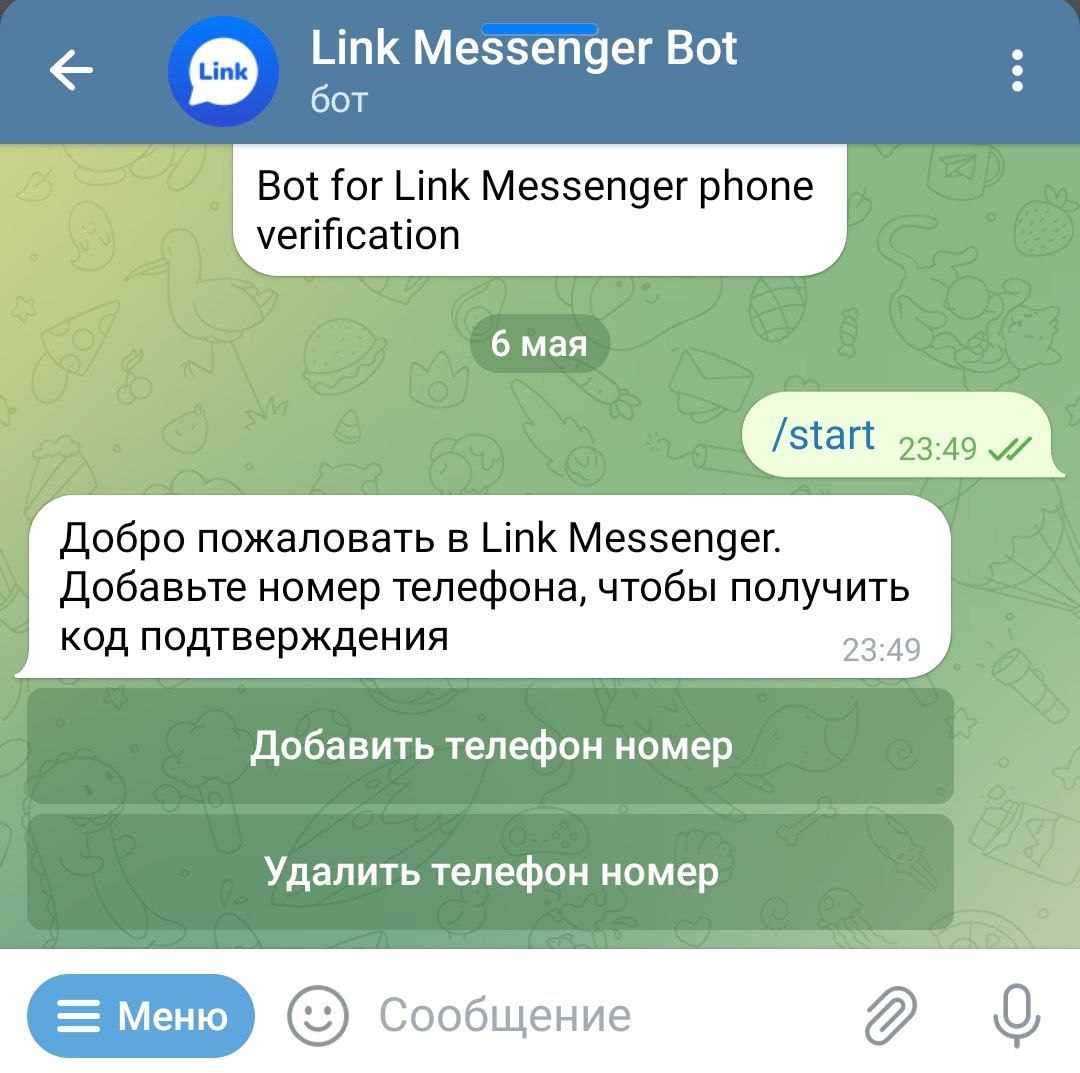 Link Messenger Bot
бот
Link
Bot for Link Messenger phone
verification
6 мая
/start 23:49
Добро пожаловать в Link Messenger.
Добавьте номер телефона, чтобы получить
код подтверждения
23:49
Добавить телефон номер
Удалить телефон номер
Меню
Сообщение